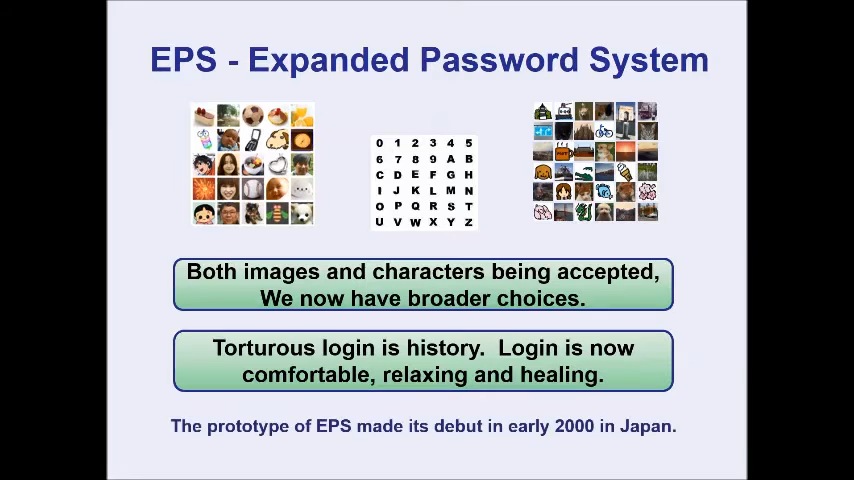 EPS - Expanded Password System
0 1 2 3 4 5
6 7 8 9 A B
C D E F G H
I J K L M N
O P Q R S T
U V W X Y Z
Both images and characters being accepted,
We now have broader choices.
Torturous login is history. Login is now
comfortable, relaxing and healing.
The prototype of EPS made its debut in early 2000 in Japan.